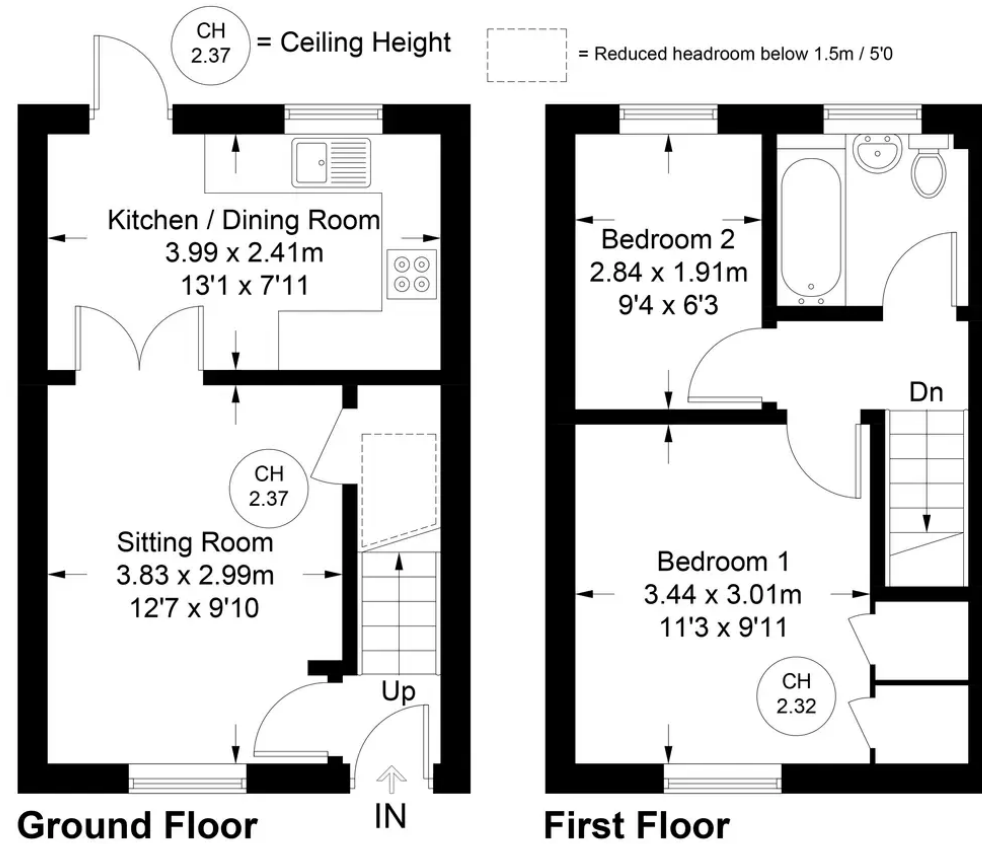 CH
2.37
= Ceiling Height
= Reduced headroom below 1.5m / 5'0
Kitchen / Dining Room
3.99 x 2.41m
13'1 x 7'11
CH
2.37
Sitting Room
3.83 x 2.99m
12'7 x 9'10
Up
IN
Ground Floor
Bedroom 2
2.84 x 1.91m
9'4 x 6'3
Dn
Bedroom 1
3.44 x 3.01m
11'3 x 9'11
CH
2.32
First Floor